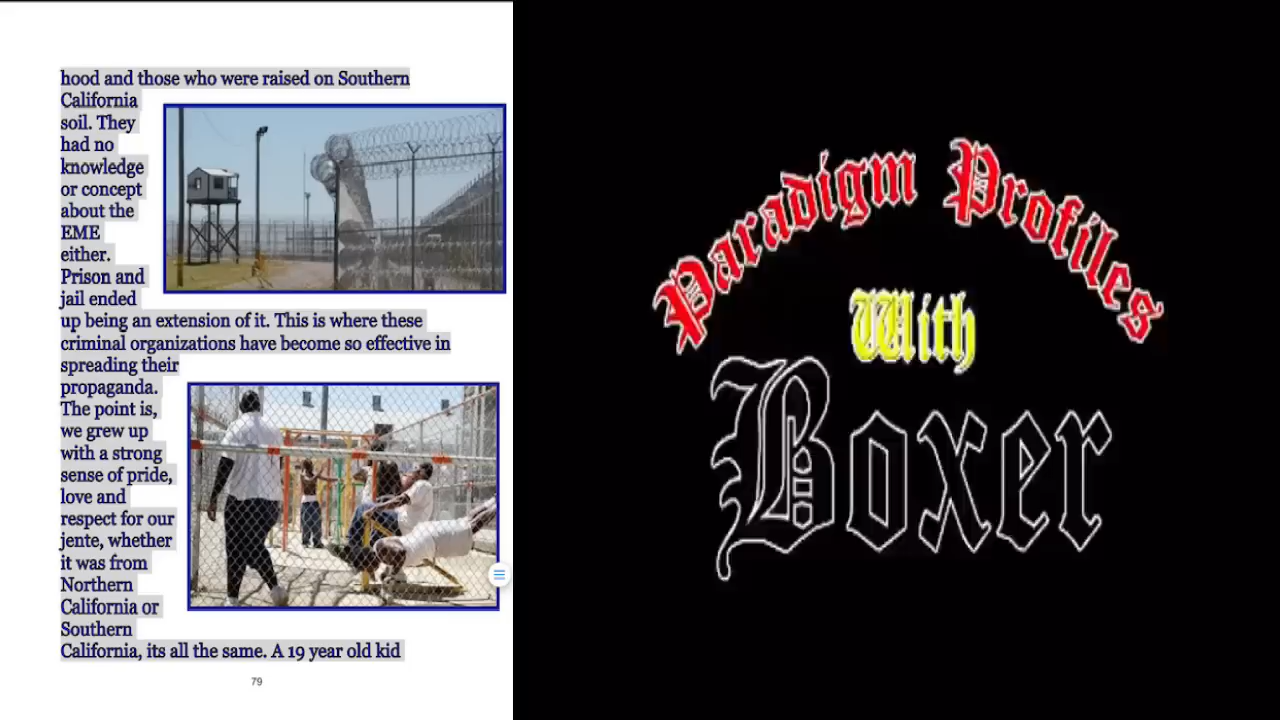 hood and those who were raised on Southern
California
soil. They
had no
knowledge
or concept
about the
EME
either.
Prison and
jail ended
up being an extension of it. This is where these
criminal organizations have become so effective in
spreading their
propaganda.
The point is,
we grew up
with a strong
sense of pride,
love and
respect for our
jente, whether
it was from
Northern
California or
Southern
California, its all the same. A 19 year old kid
79
Paradigm Profiles
With
Boxer